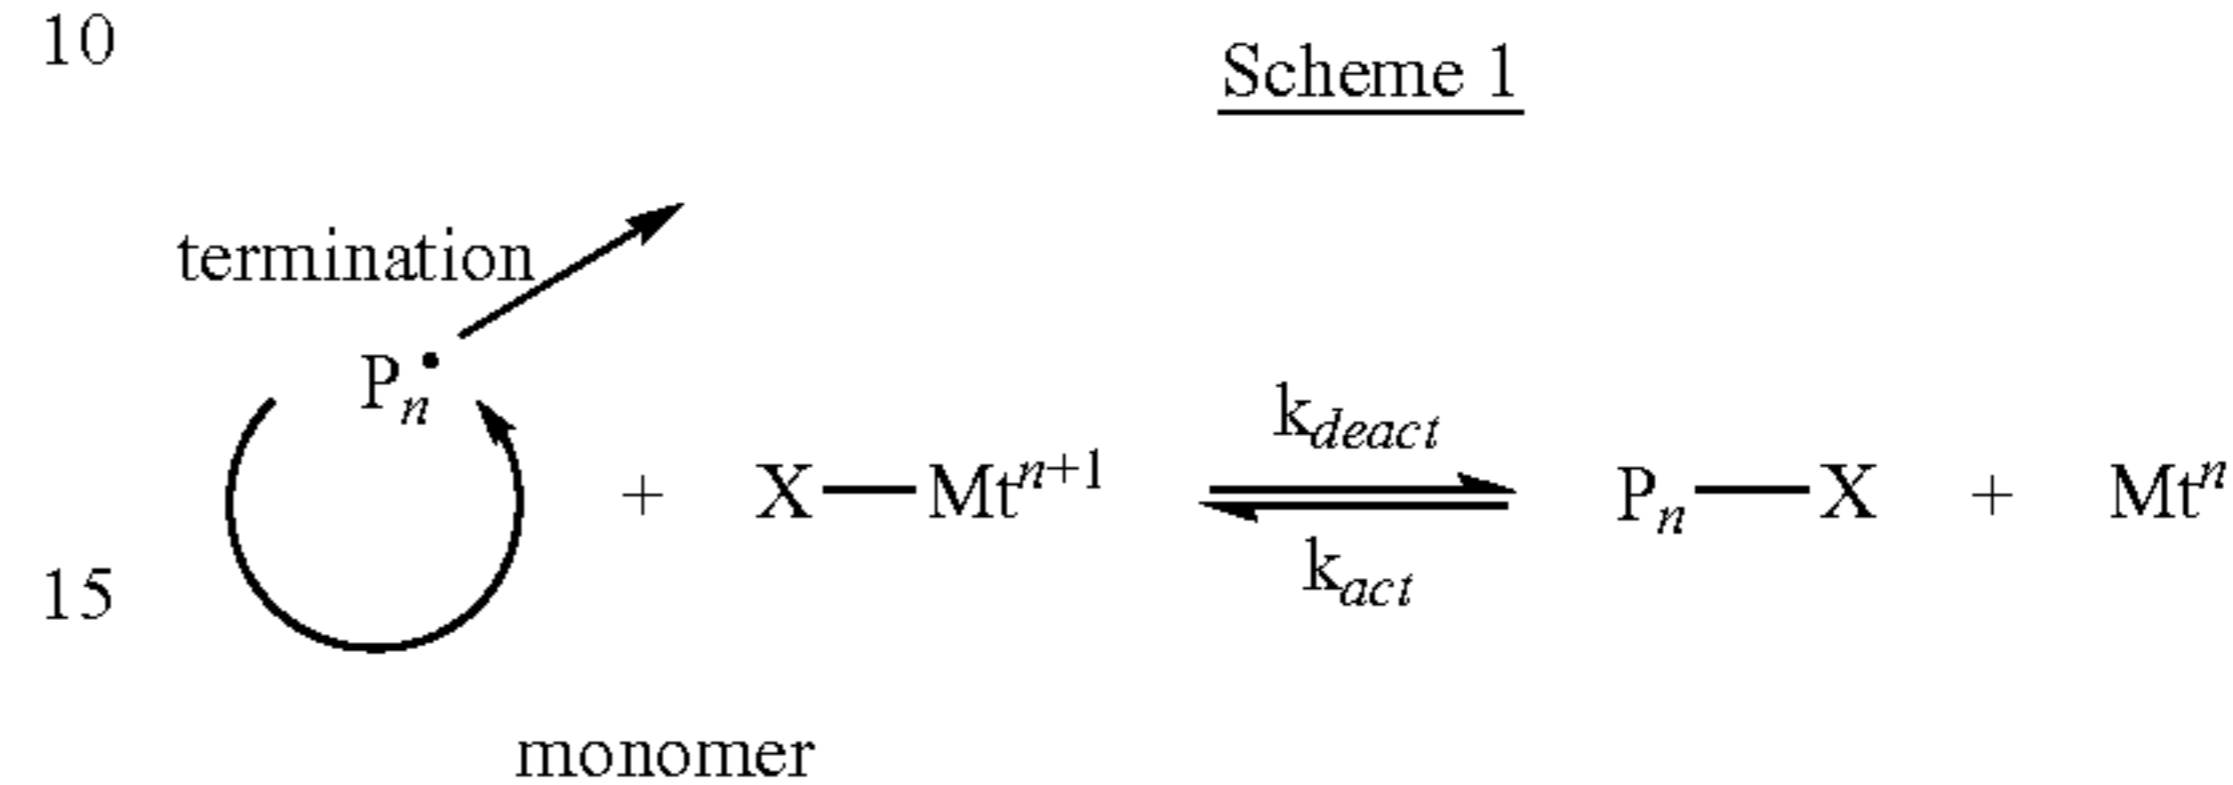 10
Scheme 1
termination
Pn•
+ X—Mtn+1 kdeact kact Pn—X + Mtn
15
monomer